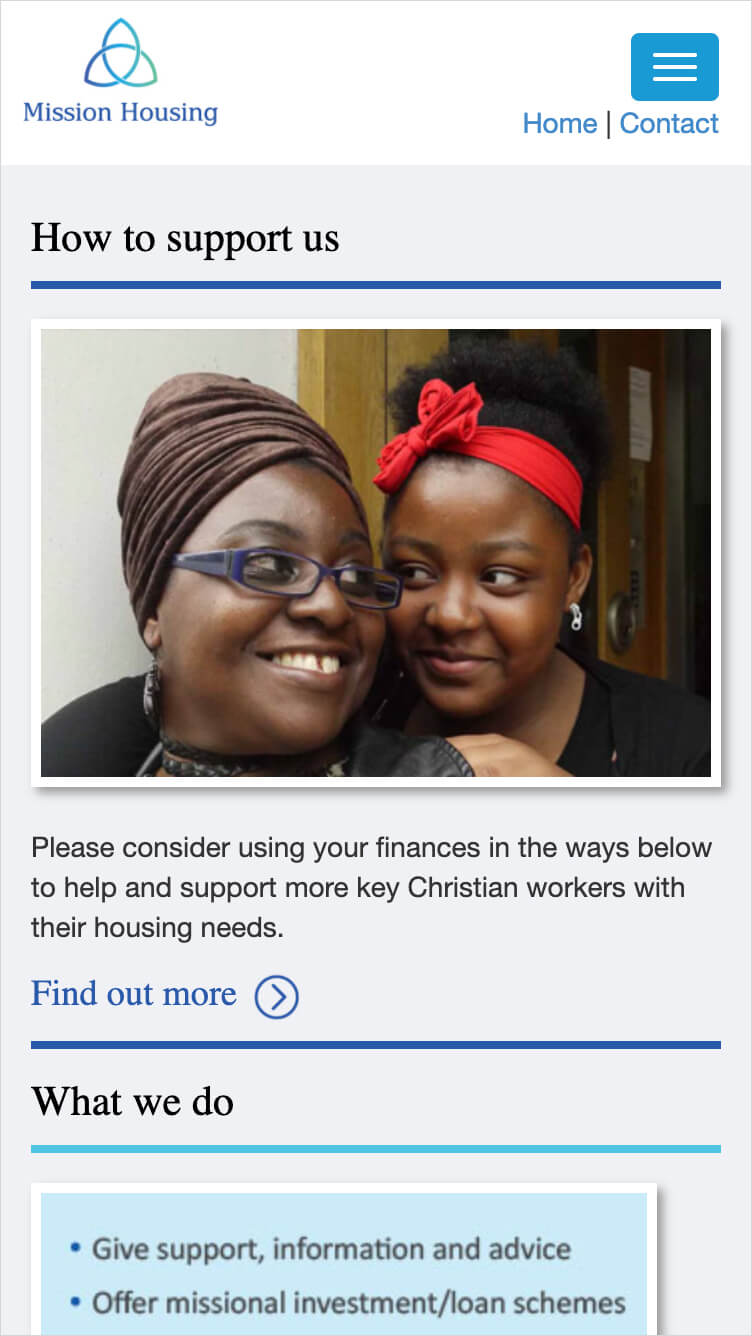 Mission Housing
Home | Contact
How to support us
Please consider using your finances in the ways below
to help and support more key Christian workers with
their housing needs.
Find out more
What we do
• Give support, information and advice
• Offer missional investment/loan schemes